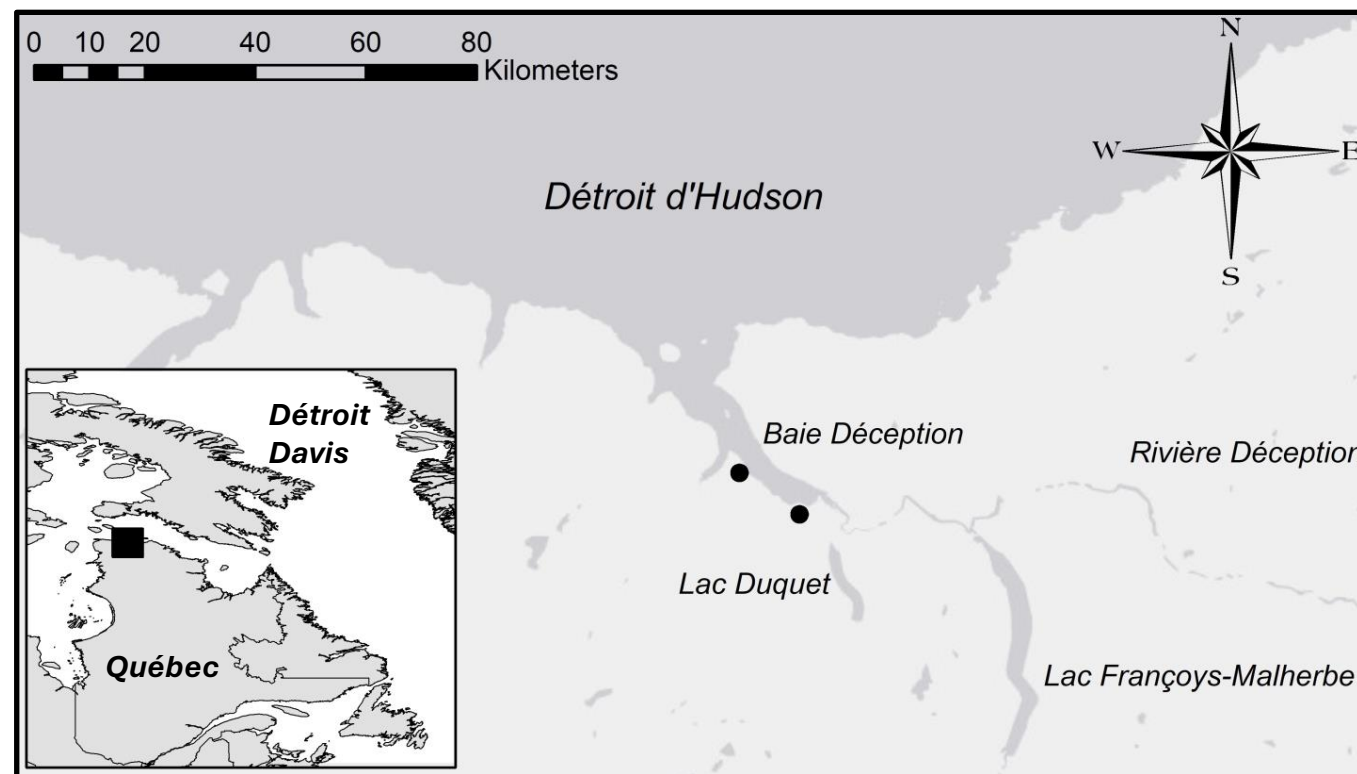 0 10 20 40 60 80
Kilometers
N
W E
S
Détroit d'Hudson
Baie Déception
Rivière Déception
Lac Duquet
Lac Françoys-Malherbe
Détroit
Davis
Québec